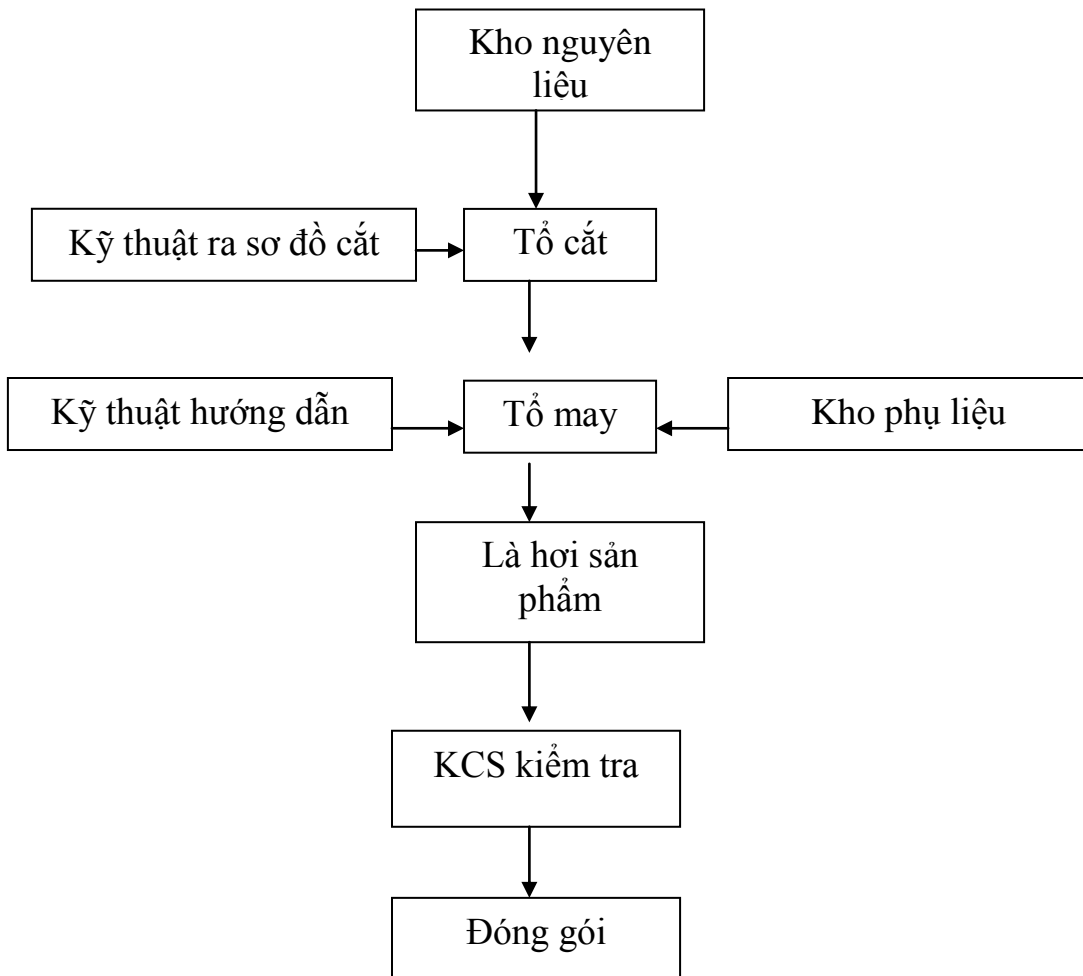 Kho nguyên
liệu
Kỹ thuật ra sơ đồ cắt
Tổ cắt
Kỹ thuật hướng dẫn
Tổ may
Kho phụ liệu
Là hơi sản
phẩm
KCS kiểm tra
Đóng gói